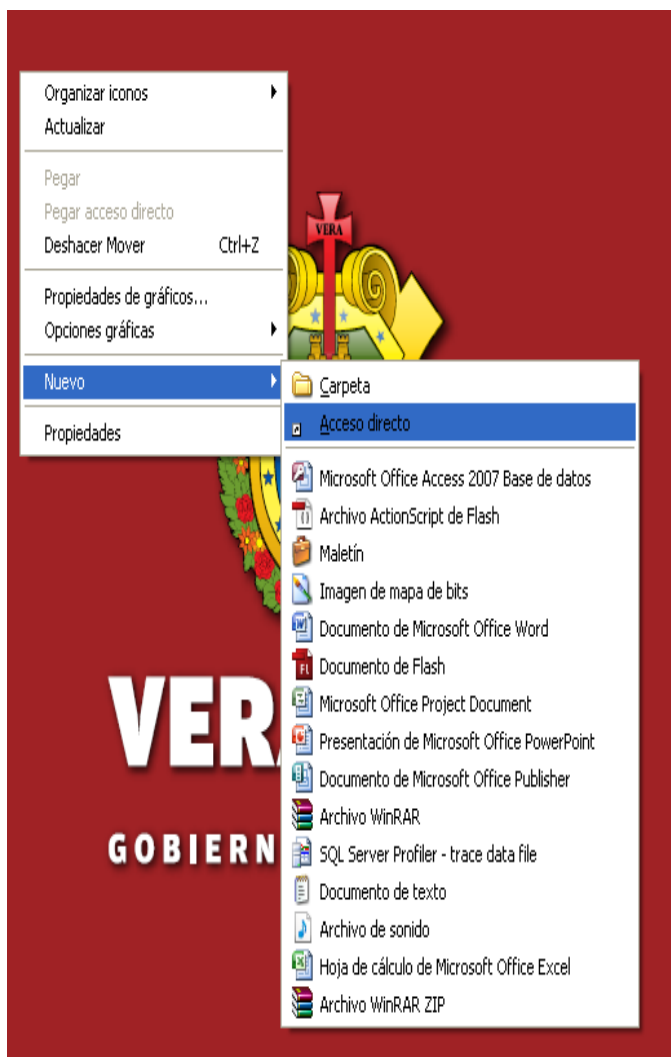 Organizar iconos
Actualizar
Pegar
Pegar acceso directo
Deshacer Mover Ctrl+Z
Propiedades de gráficos...
Opciones gráficas
Nuevo
Propiedades
VERA
Carpeta
Acceso directo
Microsoft Office Access 2007 Base de datos
Archivo ActionScript de Flash
Maletín
Imagen de mapa de bits
Documento de Microsoft Office Word
Documento de Flash
Microsoft Office Project Document
Presentación de Microsoft Office PowerPoint
Documento de Microsoft Office Publisher
Archivo WinRAR
SQL Server Profiler - trace data file
Documento de texto
Archivo de sonido
Hoja de cálculo de Microsoft Office Excel
Archivo WinRAR ZIP
VERA
GOBIERN